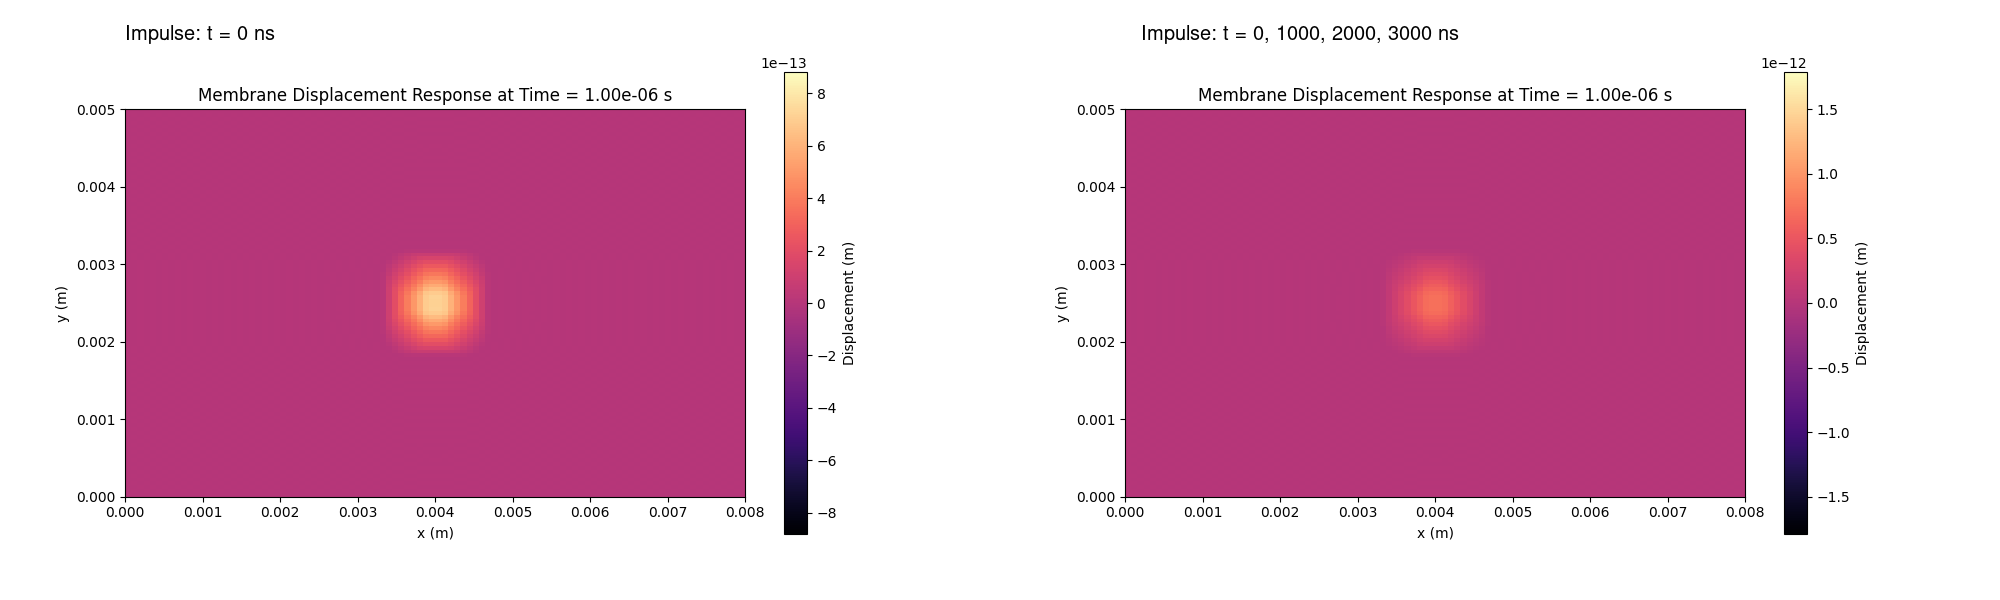 Impulse: t = 0 ns
1e−13
Membrane Displacement Response at Time = 1.00e-06 s
0.005
0.004
0.003
0.002
0.001
0.000
y (m)
0.000 0.001 0.002 0.003 0.004 0.005 0.006 0.007 0.008
x (m)
8
6
4
2
0
−2
−4
−6
−8
Displacement (m)
Impulse: t = 0, 1000, 2000, 3000 ns
1e−12
Membrane Displacement Response at Time = 1.00e-06 s
0.005
0.004
0.003
0.002
0.001
0.000
y (m)
0.000 0.001 0.002 0.003 0.004 0.005 0.006 0.007 0.008
x (m)
1.5
1.0
0.5
0.0
−0.5
−1.0
−1.5
Displacement (m)